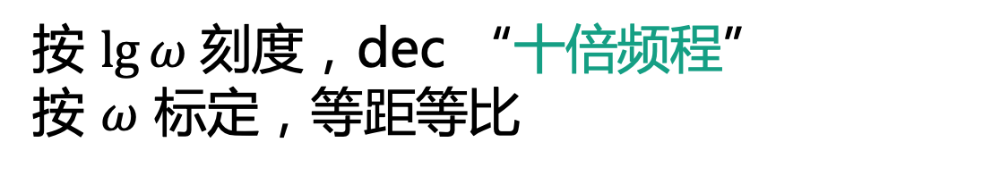 按 lg ω 刻度，dec “十倍频程”
按 ω 标定，等距等比